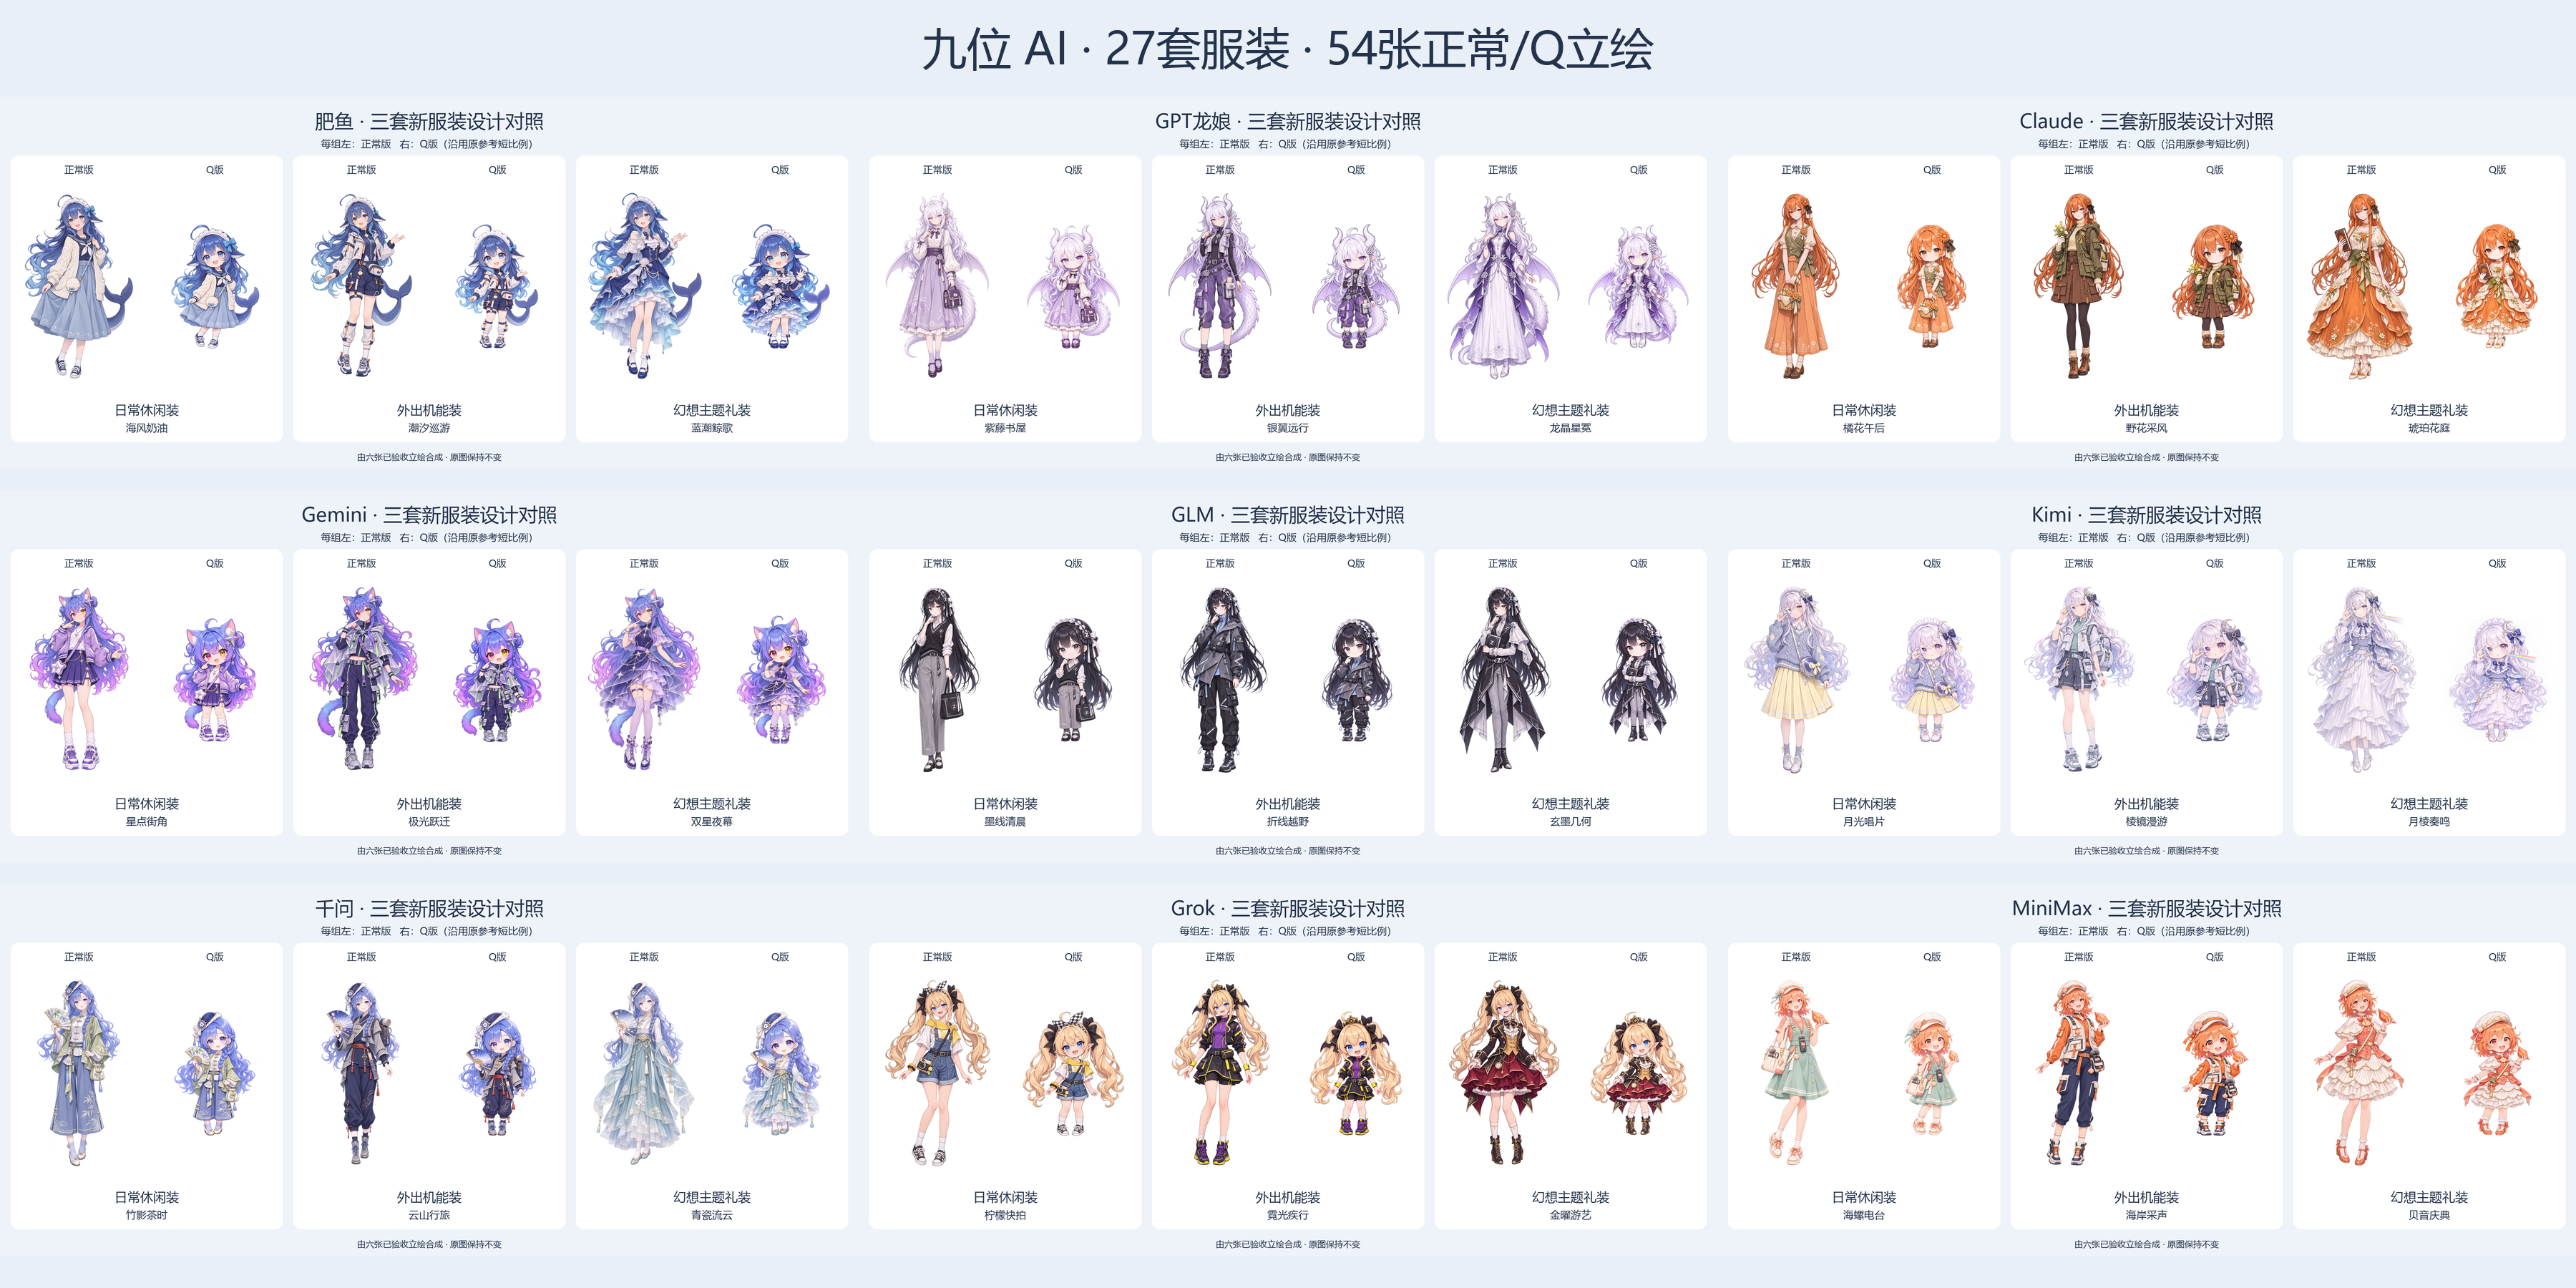 九位 AI · 27套服装 · 54张正常/Q立绘
肥鱼 · 三套新服装设计对照
每组左：正常版 右：Q版（沿用原参考短比例）
正常版 Q版 正常版 Q版 正常版 Q版
日常休闲装 外出机能装 幻想主题礼装
海风奶油 潮汐巡游 蓝潮鲸歌
由六张已验收立绘合成 · 原图保持不变
GPT龙娘 · 三套新服装设计对照
每组左：正常版 右：Q版（沿用原参考短比例）
正常版 Q版 正常版 Q版 正常版 Q版
日常休闲装 外出机能装 幻想主题礼装
紫藤书屋 银翼远行 龙晶星冕
由六张已验收立绘合成 · 原图保持不变
Claude · 三套新服装设计对照
每组左：正常版 右：Q版（沿用原参考短比例）
正常版 Q版 正常版 Q版 正常版 Q版
日常休闲装 外出机能装 幻想主题礼装
橘花午后 野花采风 琥珀花庭
由六张已验收立绘合成 · 原图保持不变
Gemini · 三套新服装设计对照
每组左：正常版 右：Q版（沿用原参考短比例）
正常版 Q版 正常版 Q版 正常版 Q版
日常休闲装 外出机能装 幻想主题礼装
星点街角 极光跃迁 双星夜幕
由六张已验收立绘合成 · 原图保持不变
GLM · 三套新服装设计对照
每组左：正常版 右：Q版（沿用原参考短比例）
正常版 Q版 正常版 Q版 正常版 Q版
日常休闲装 外出机能装 幻想主题礼装
墨线清晨 折线越野 玄墨几何
由六张已验收立绘合成 · 原图保持不变
Kimi · 三套新服装设计对照
每组左：正常版 右：Q版（沿用原参考短比例）
正常版 Q版 正常版 Q版 正常版 Q版
日常休闲装 外出机能装 幻想主题礼装
月光唱片 棱镜漫游 月棱奏鸣
由六张已验收立绘合成 · 原图保持不变
千问 · 三套新服装设计对照
每组左：正常版 右：Q版（沿用原参考短比例）
正常版 Q版 正常版 Q版 正常版 Q版
日常休闲装 外出机能装 幻想主题礼装
竹影茶时 云山行旅 青瓷流云
由六张已验收立绘合成 · 原图保持不变
Grok · 三套新服装设计对照
每组左：正常版 右：Q版（沿用原参考短比例）
正常版 Q版 正常版 Q版 正常版 Q版
日常休闲装 外出机能装 幻想主题礼装
柠檬快拍 霓光疾行 金曜游艺
由六张已验收立绘合成 · 原图保持不变
MiniMax · 三套新服装设计对照
每组左：正常版 右：Q版（沿用原参考短比例）
正常版 Q版 正常版 Q版 正常版 Q版
日常休闲装 外出机能装 幻想主题礼装
海螺电台 海岸采声 贝音庆典
由六张已验收立绘合成 · 原图保持不变